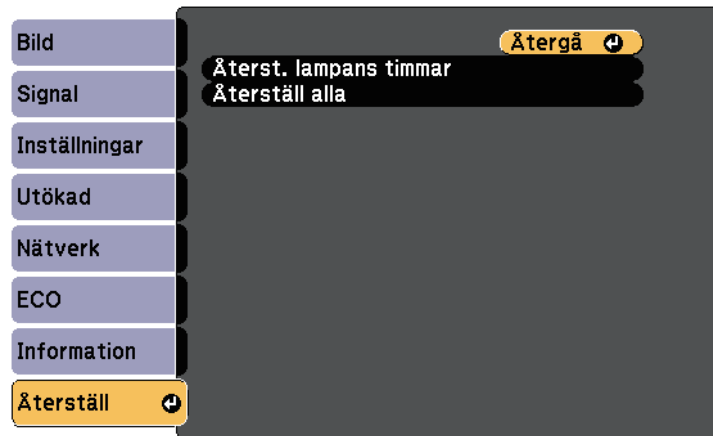 Bild
Signal
Inställningar
Utökad
Nätverk
ECO
Information
Återställ
Återgå
Återst. lampans timmar
Återställ alla